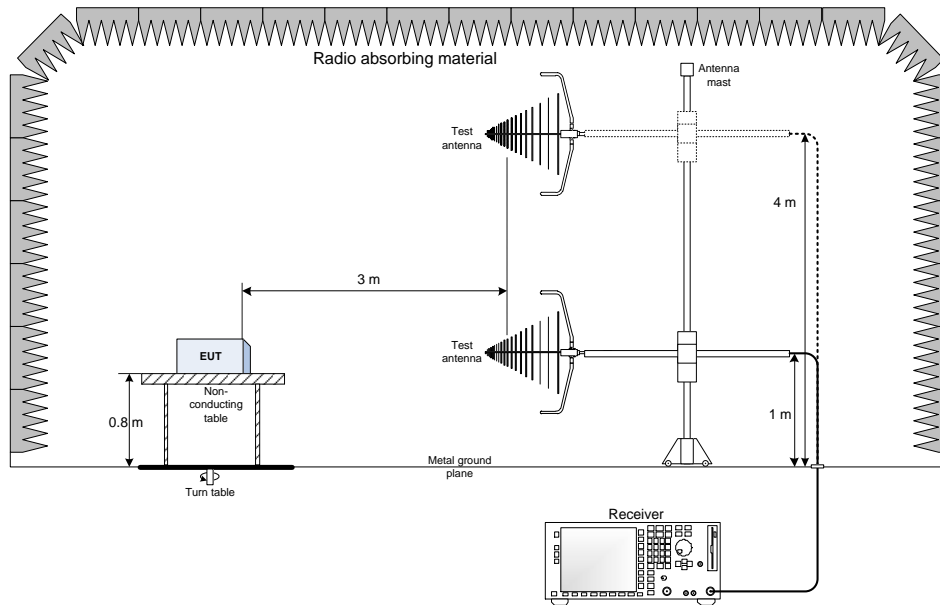 Radio absorbing material
Antenna
mast
Test
antenna
4 m
3 m
Test
antenna
EUT
Non-
conducting
table
0.8 m
1 m
Metal ground
plane
Turn table
Receiver